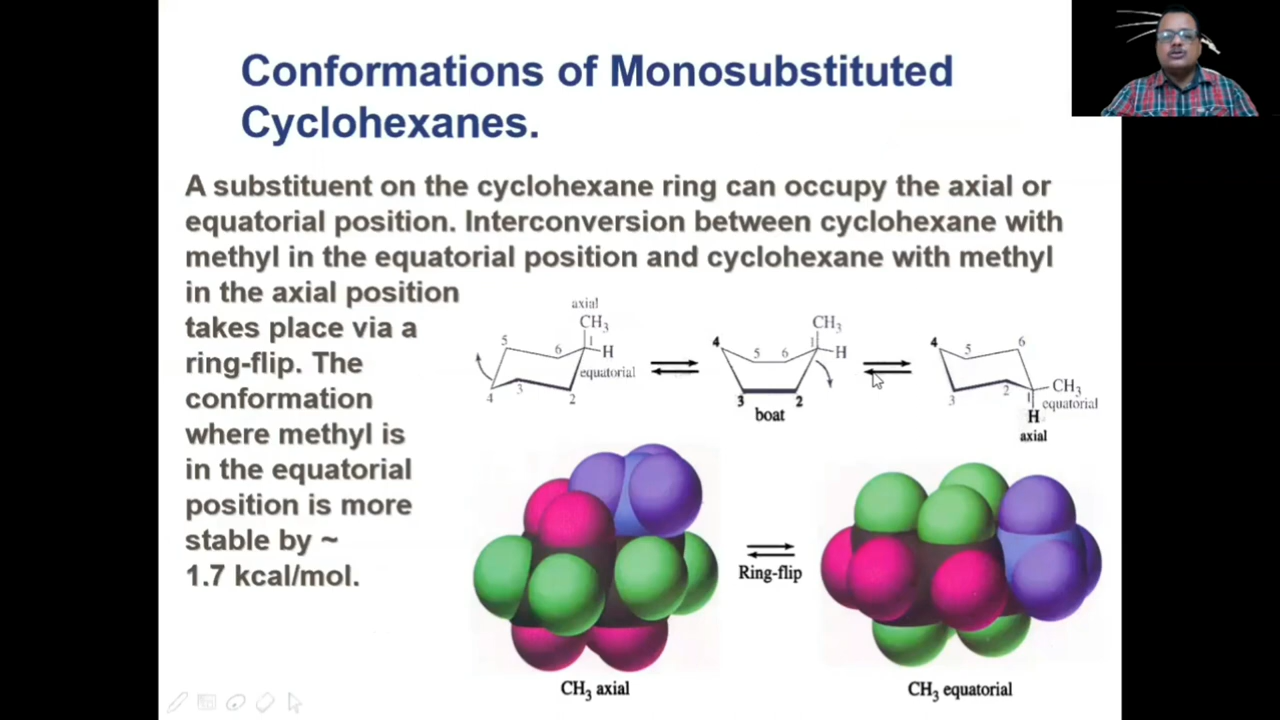 Conformations of Monosubstituted
Cyclohexanes.
A substituent on the cyclohexane ring can occupy the axial or
equatorial position. Interconversion between cyclohexane with
methyl in the equatorial position and cyclohexane with methyl
in the axial position
takes place via a
ring-flip. The
conformation
where methyl is
in the equatorial
position is more
stable by ~
1.7 kcal/mol.
axial
CH3
5 6 1 H
equatorial
4 3 2
CH3
4 5 6 1 H
3 2
boat
4 5 6
3 2 1 CH3
equatorial
H
axial
Ring-flip
CH3 axial
CH3 equatorial